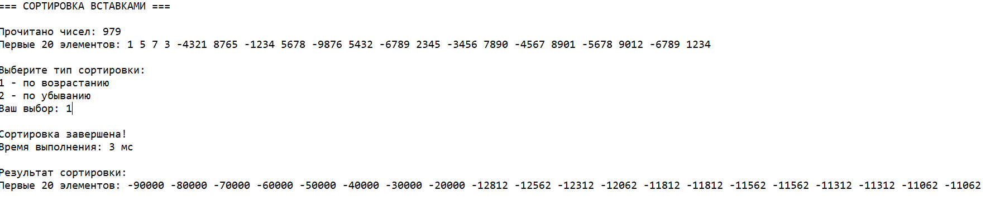 === СОРТИРОВКА ВСТАВКАМИ ===
Прочитано чисел: 979
Первые 20 элементов: 1 5 7 3 -4321 8765 -1234 5678 -9876 5432 -6789 2345 -3456 7890 -4567 8901 -5678 9012 -6789 1234
Выберите тип сортировки:
1 - по возрастанию
2 - по убыванию
Ваш выбор: 1
Сортировка завершена!
Время выполнения: 3 мс
Результат сортировки:
Первые 20 элементов: -90000 -80000 -70000 -60000 -50000 -40000 -30000 -20000 -12812 -12562 -12312 -12062 -11812 -11812 -11562 -11562 -11312 -11312 -11062 -11062